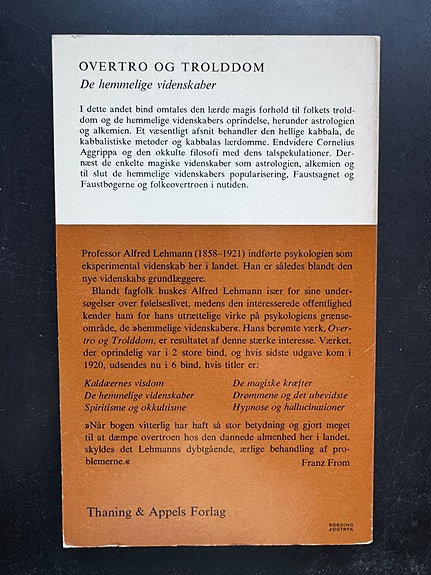 OVERTRO OG TROLDDOM
De hemmelige videnskaber
I dette andet bind omtales den lærde magis forhold til folkets trold-
dom og de hemmelige videnskabers oprindelse, herunder astrologien
og alkemien. Et væsentligt afsnit behandler den hellige kabbala, de
kabbalistiske metoder og kabbalas lærdomme. Endvidere Cornelius
Aggrippa og den okkulte filosofi med dens talspekulationer. Der-
næst de enkelte magiske videnskaber som astrologien, alkemien og
til slut de hemmelige videnskabers popularisering, Faustsagnet og
Faustbøgerne og folkeovertroen i nutiden.
Professor Alfred Lehmann (1858–1921) indførte psykologien som
eksperimental videnskab her i landet. Han er således blandt den
nye videnskabs grundlæggere.
Blandt fagfolk huskes Alfred Lehmann især for sine under-
søgelser over følelseslivet, medens den interesserede offentlighed
kender ham for hans utrættelige virke på psykologiens grænse-
område, de »hemmelige videnskaber«. Hans berømte værk, Over-
tro og Trolddom, er resultatet af denne stærke interesse. Værket,
der oprindelig var i 2 store bind, og hvis sidste udgave kom i
1920, udsendes nu i 6 bind, hvis titler er:
Kaldæernes visdom
De magiske kræfter
De hemmelige videnskaber
Drømmene og det ubevidste
Spiritisme og okkultisme
Hypnose og hallucinationer
»Når bogen vitterlig har haft så stor betydning og gjort meget
til at dæmpe overtroen hos den dannede almenhed her i landet,
skyldes det Lehmanns dybtgående, ærlige behandling af pro-
blemerne.«
Franz From
Thaning & Appels Forlag
NORDING
JOGTRYK